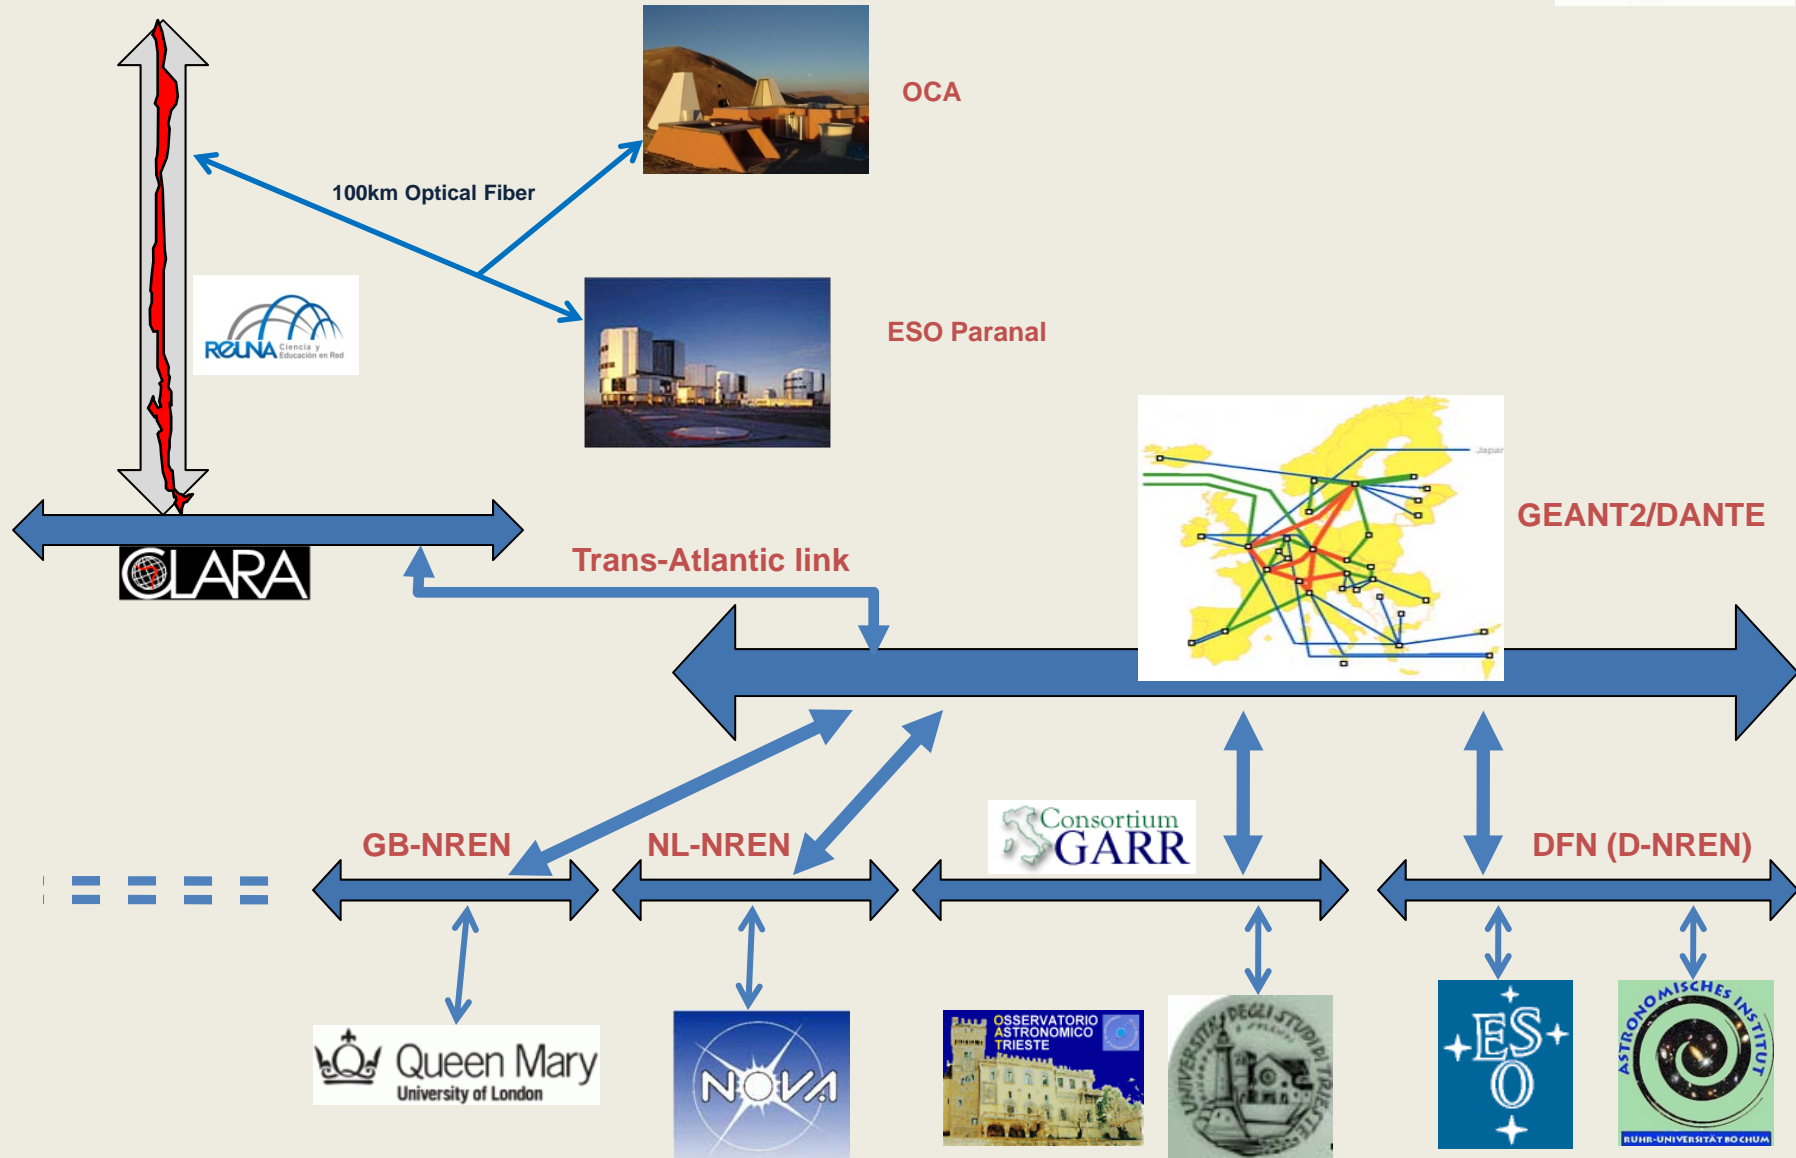 OCA
100km Optical Fiber
REUNA Ciencia y
Educación en Red
ESO Paranal
Japan
GEANT2/DANTE
CLARA
Trans-Atlantic link
GB-NREN
NL-NREN
Consortium
GARR
DFN (D-NREN)
Queen Mary
University of London
NOVA
OSSERVATORIO
ASTRONOMICO
TRIESTE
UNIVERSITA DEGLI STUDI DI TRIESTE
ESO
ASTRONOMISCHES INSTITUT
RUHR-UNIVERSITÄT BOCHUM